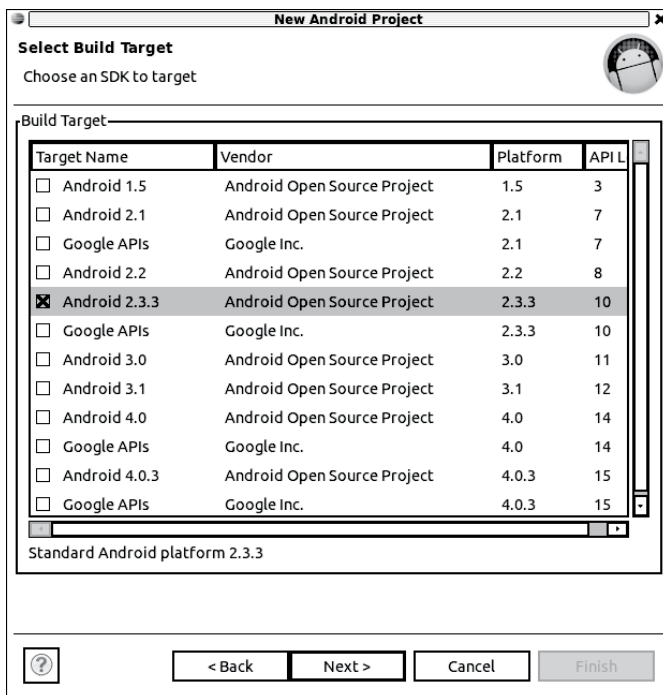 New Android Project
Select Build Target
Choose an SDK to target
Build Target
Target Name Vendor Platform API L
Android 1.5 Android Open Source Project 1.5 3
Android 2.1 Android Open Source Project 2.1 7
Google APIs Google Inc. 2.1 7
Android 2.2 Android Open Source Project 2.2 8
Android 2.3.3 Android Open Source Project 2.3.3 10
Google APIs Google Inc. 2.3.3 10
Android 3.0 Android Open Source Project 3.0 11
Android 3.1 Android Open Source Project 3.1 12
Android 4.0 Android Open Source Project 4.0 14
Google APIs Google Inc. 4.0 14
Android 4.0.3 Android Open Source Project 4.0.3 15
Google APIs Google Inc. 4.0.3 15
Standard Android platform 2.3.3
? < Back Next > Cancel Finish